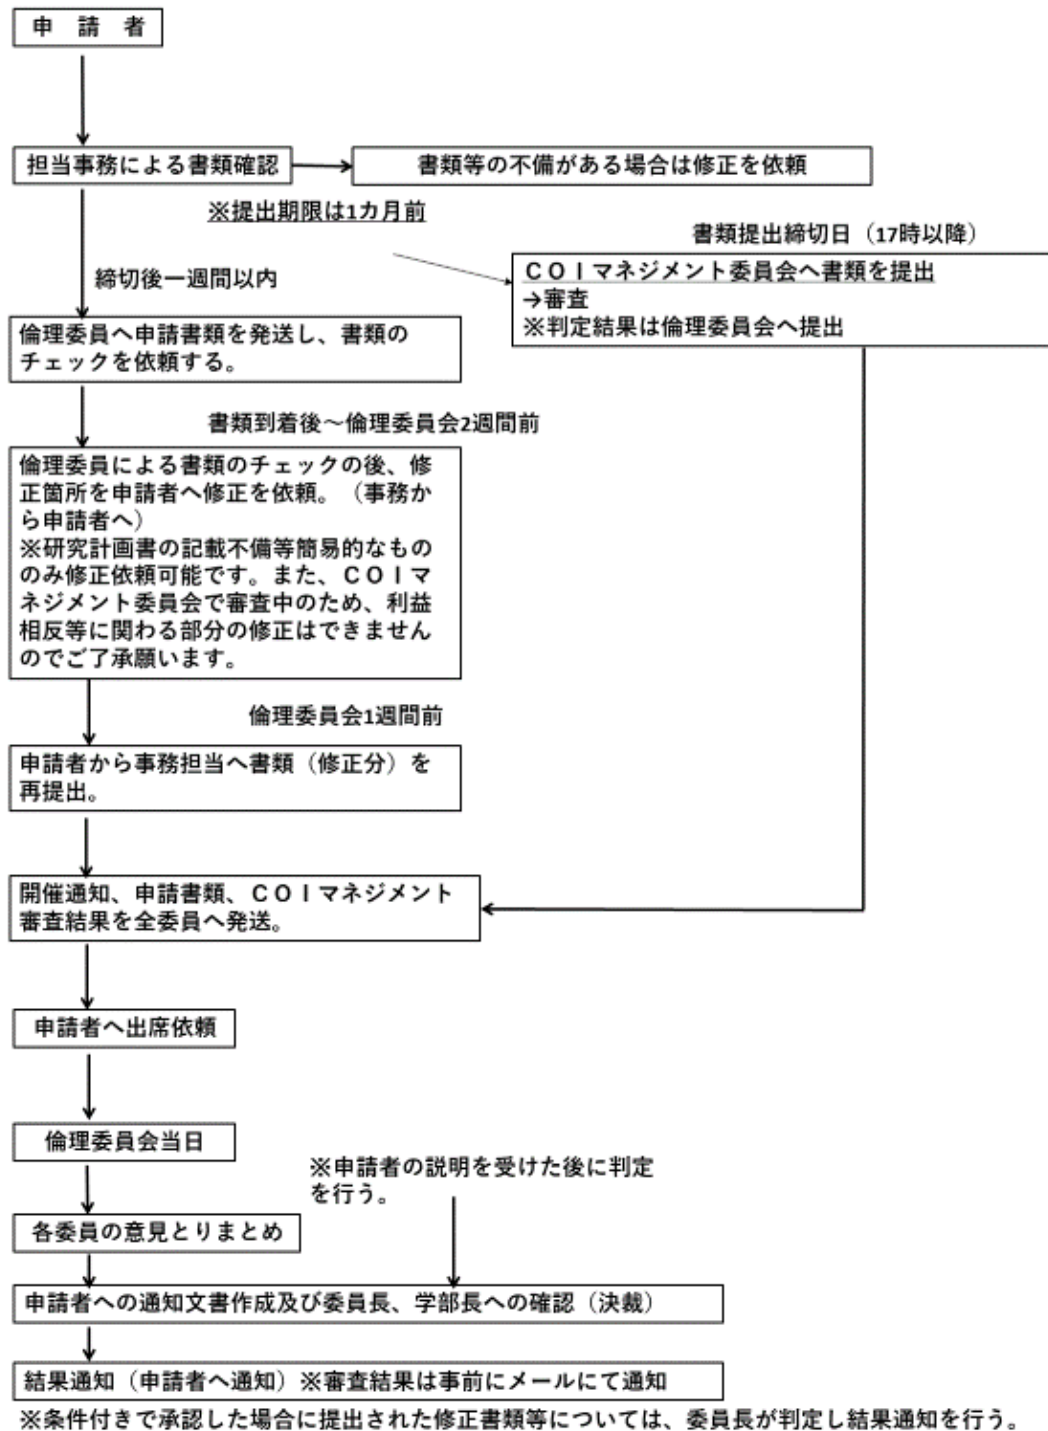 申　請　者
担当事務による書類確認
書類等の不備がある場合は修正を依頼
※提出期限は1カ月前
書類提出締切日（17時以降）
締切後一週間以内
ＣＯＩマネジメント委員会へ書類を提出
→審査
※判定結果は倫理委員会へ提出
倫理委員へ申請書類を発送し、書類の
チェックを依頼する。
書類到着後～倫理委員会2週間前
倫理委員による書類のチェックの後、修
正箇所を申請者へ修正を依頼。（事務か
ら申請者へ）
※研究計画書の記載不備等簡易的なもの
のみ修正依頼可能です。また、ＣＯＩマ
ネジメント委員会で審査中のため、利益
相反等に関わる部分の修正はできません
のでご了承願います。
倫理委員会1週間前
申請者から事務担当へ書類（修正分）を
再提出。
開催通知、申請書類、ＣＯＩマネジメント
審査結果を全委員へ発送。
申請者へ出席依頼
倫理委員会当日
※申請者の説明を受けた後に判定
を行う。
各委員の意見とりまとめ
申請者への通知文書作成及び委員長、学部長への確認（決裁）
結果通知（申請者へ通知）※審査結果は事前にメールにて通知
※条件付きで承認した場合に提出された修正書類等については、委員長が判定し結果通知を行う。